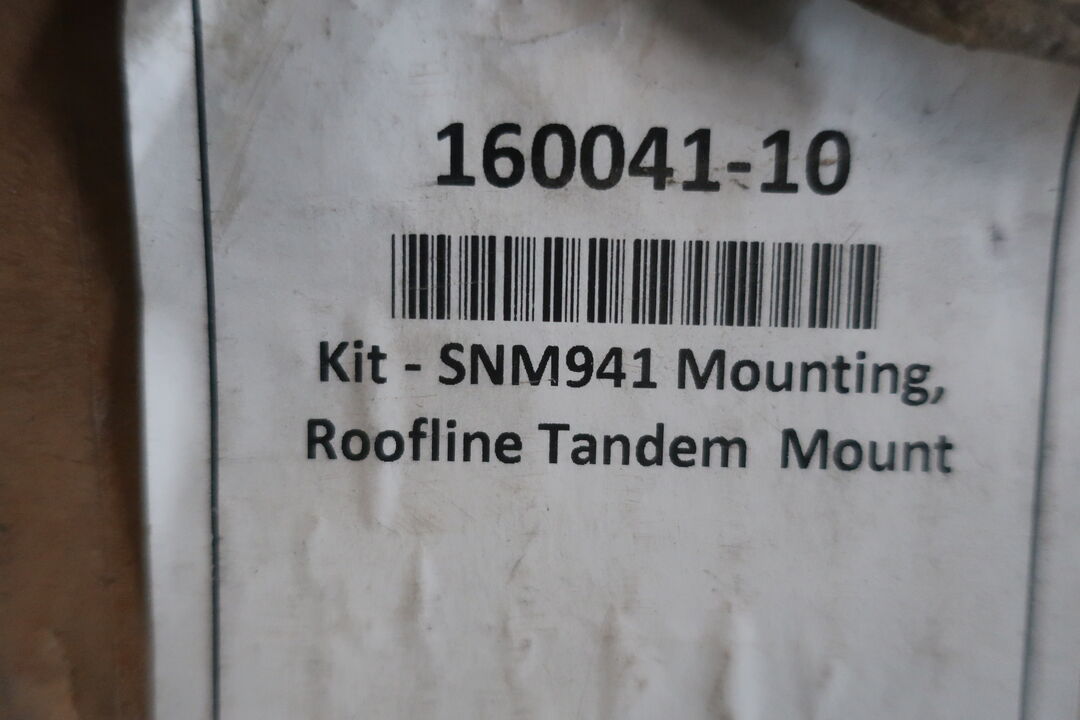 160041-10
Kit - SNM941 Mounting,
Roofline Tandem Mount